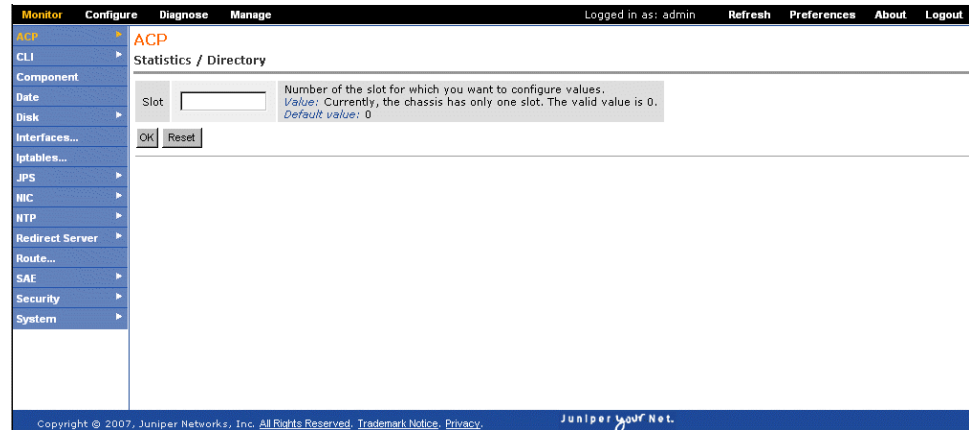 Monitor Configure Diagnose Manage Logged in as: admin Refresh Preferences About Logout
ACP
CLI
Component
Date
Disk
Interfaces...
Iptables...
JPS
NIC
NTP
Redirect Server
Route...
SAE
Security
System
ACP
Statistics / Directory
Slot
Number of the slot for which you want to configure values.
Value: Currently, the chassis has only one slot. The valid value is 0.
Default value: 0
OK Reset
Copyright © 2007, Juniper Networks, Inc. All Rights Reserved. Trademark Notice. Privacy.
Juniper your Net.